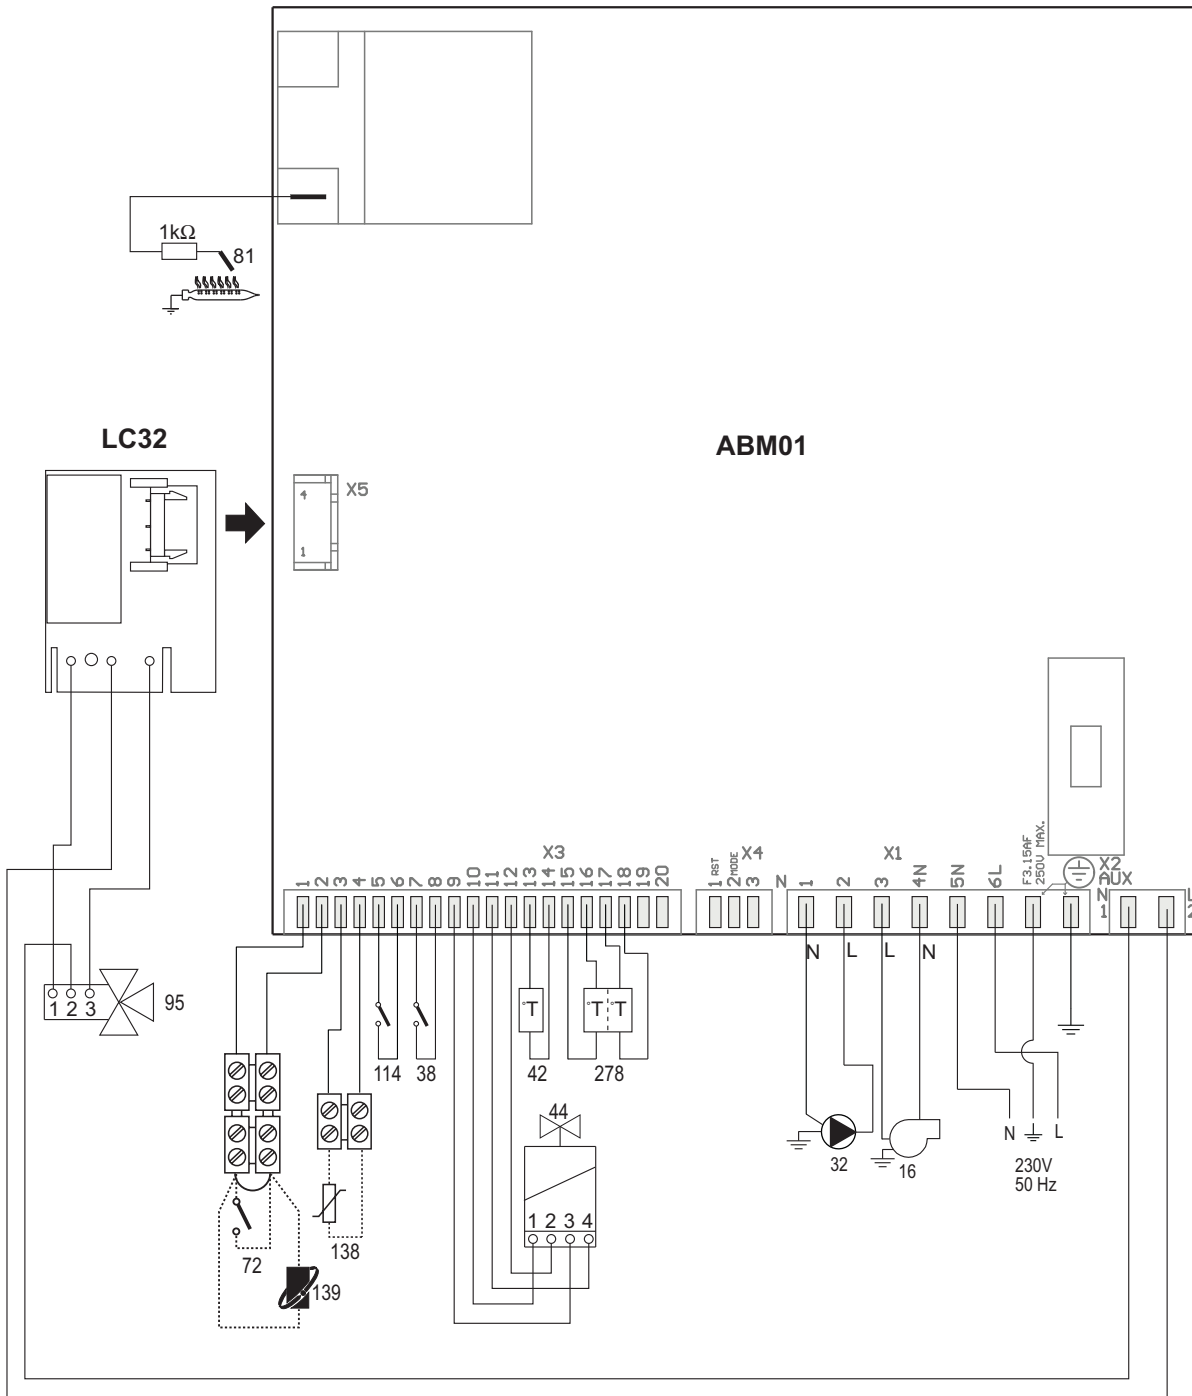 1kΩ
81
LC32
ABM01
4
X5
1
F3.15AF
250V MAX.
X3
X4
X1
X2
AUX
1 2 3 4 5 6 7 8 9 10 11 12 13 14 15 16 17 18 19 20
1 RST
2 MODE
3
N
1 2 3 4N 5N 6L
N
1
L
2
N L L N
1 2 3
95
°T
°T °T
114 38 42 278
44
N L
32
16
230V
50 Hz
1 2 3 4
72
138
139